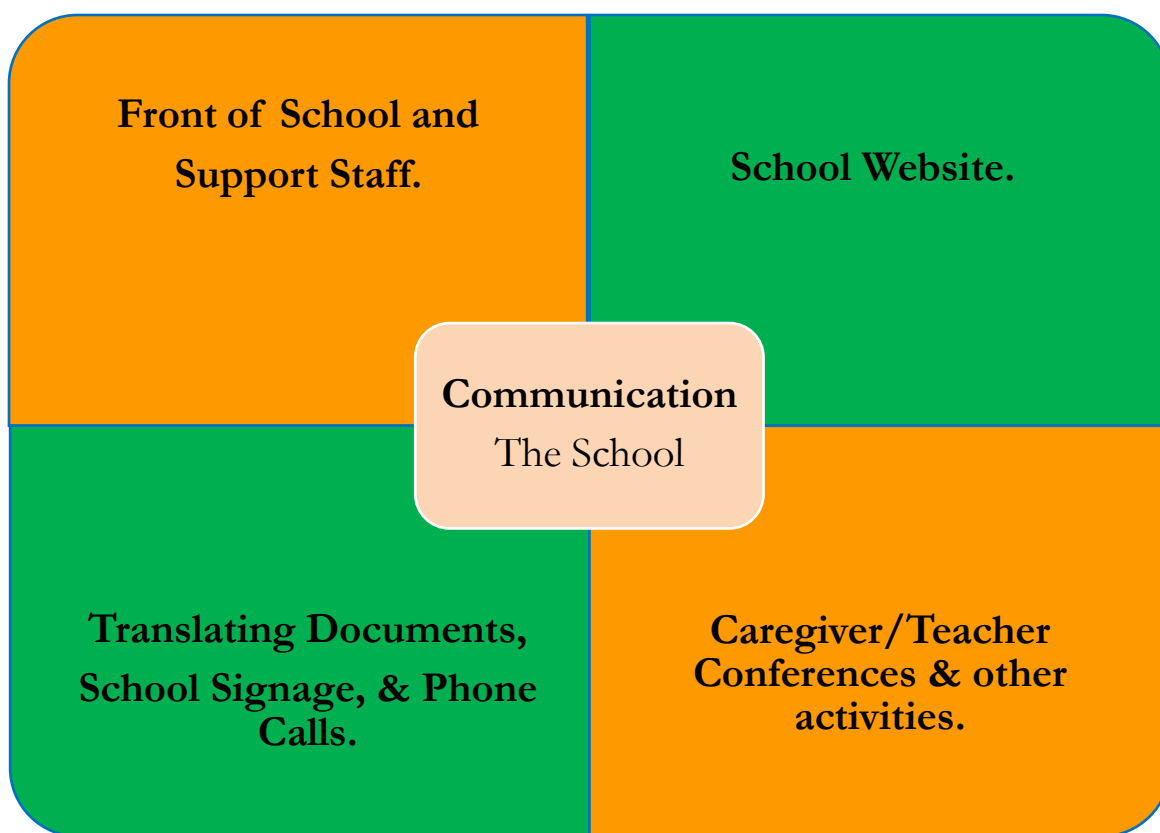 Front of School and
Support Staff.
School Website.
Communication
The School
Translating Documents,
School Signage, & Phone
Calls.
Caregiver/Teacher
Conferences & other
activities.